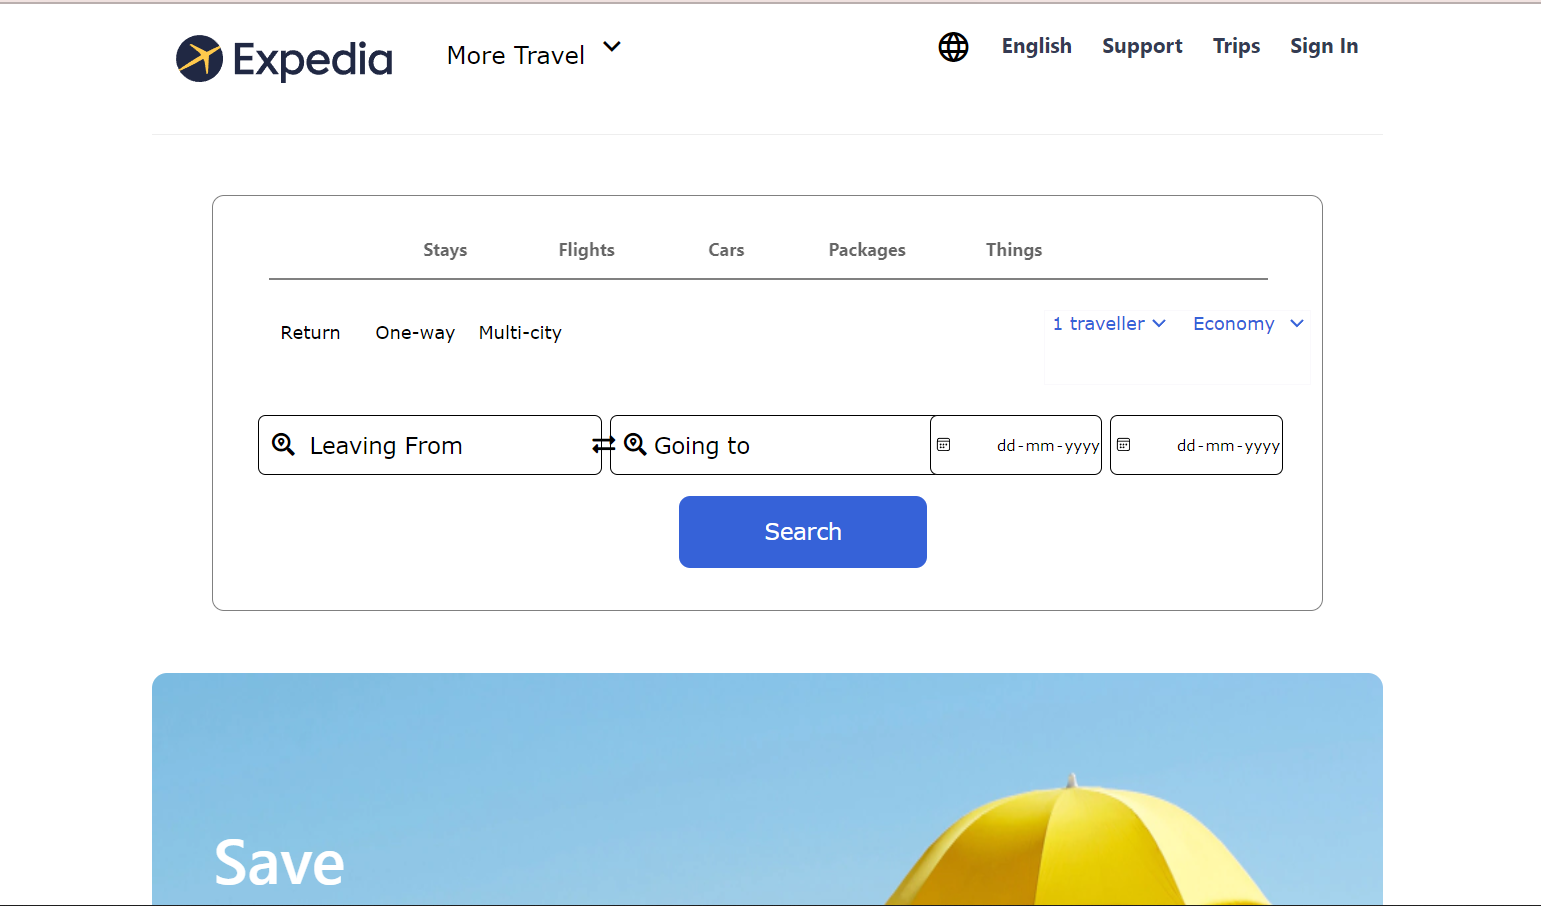 Expedia
More Travel
English Support Trips Sign In
Stays Flights Cars Packages Things
Return One-way Multi-city
1 traveller Economy
Leaving From
Going to
dd-mm-yyyy
dd-mm-yyyy
Search
Save